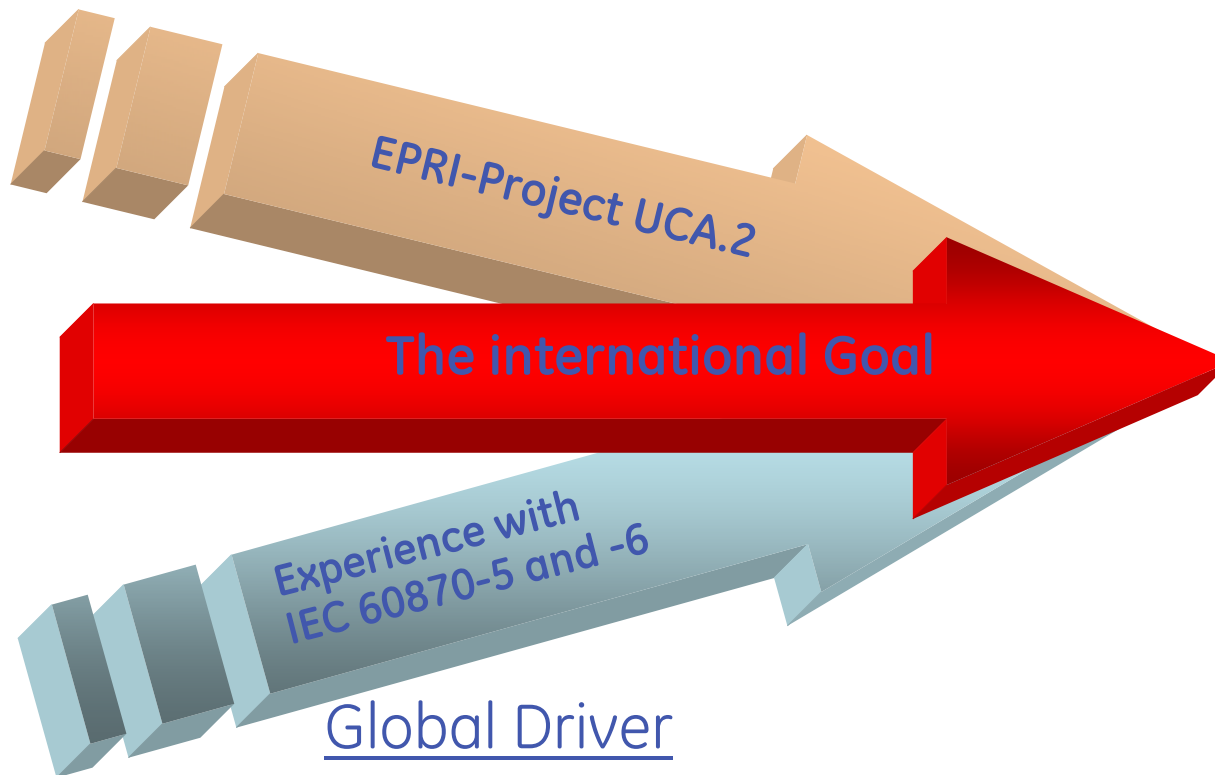 EPRI-Project UCA.2
The international Goal
Experience with
IEC 60870-5 and -6
Global Driver